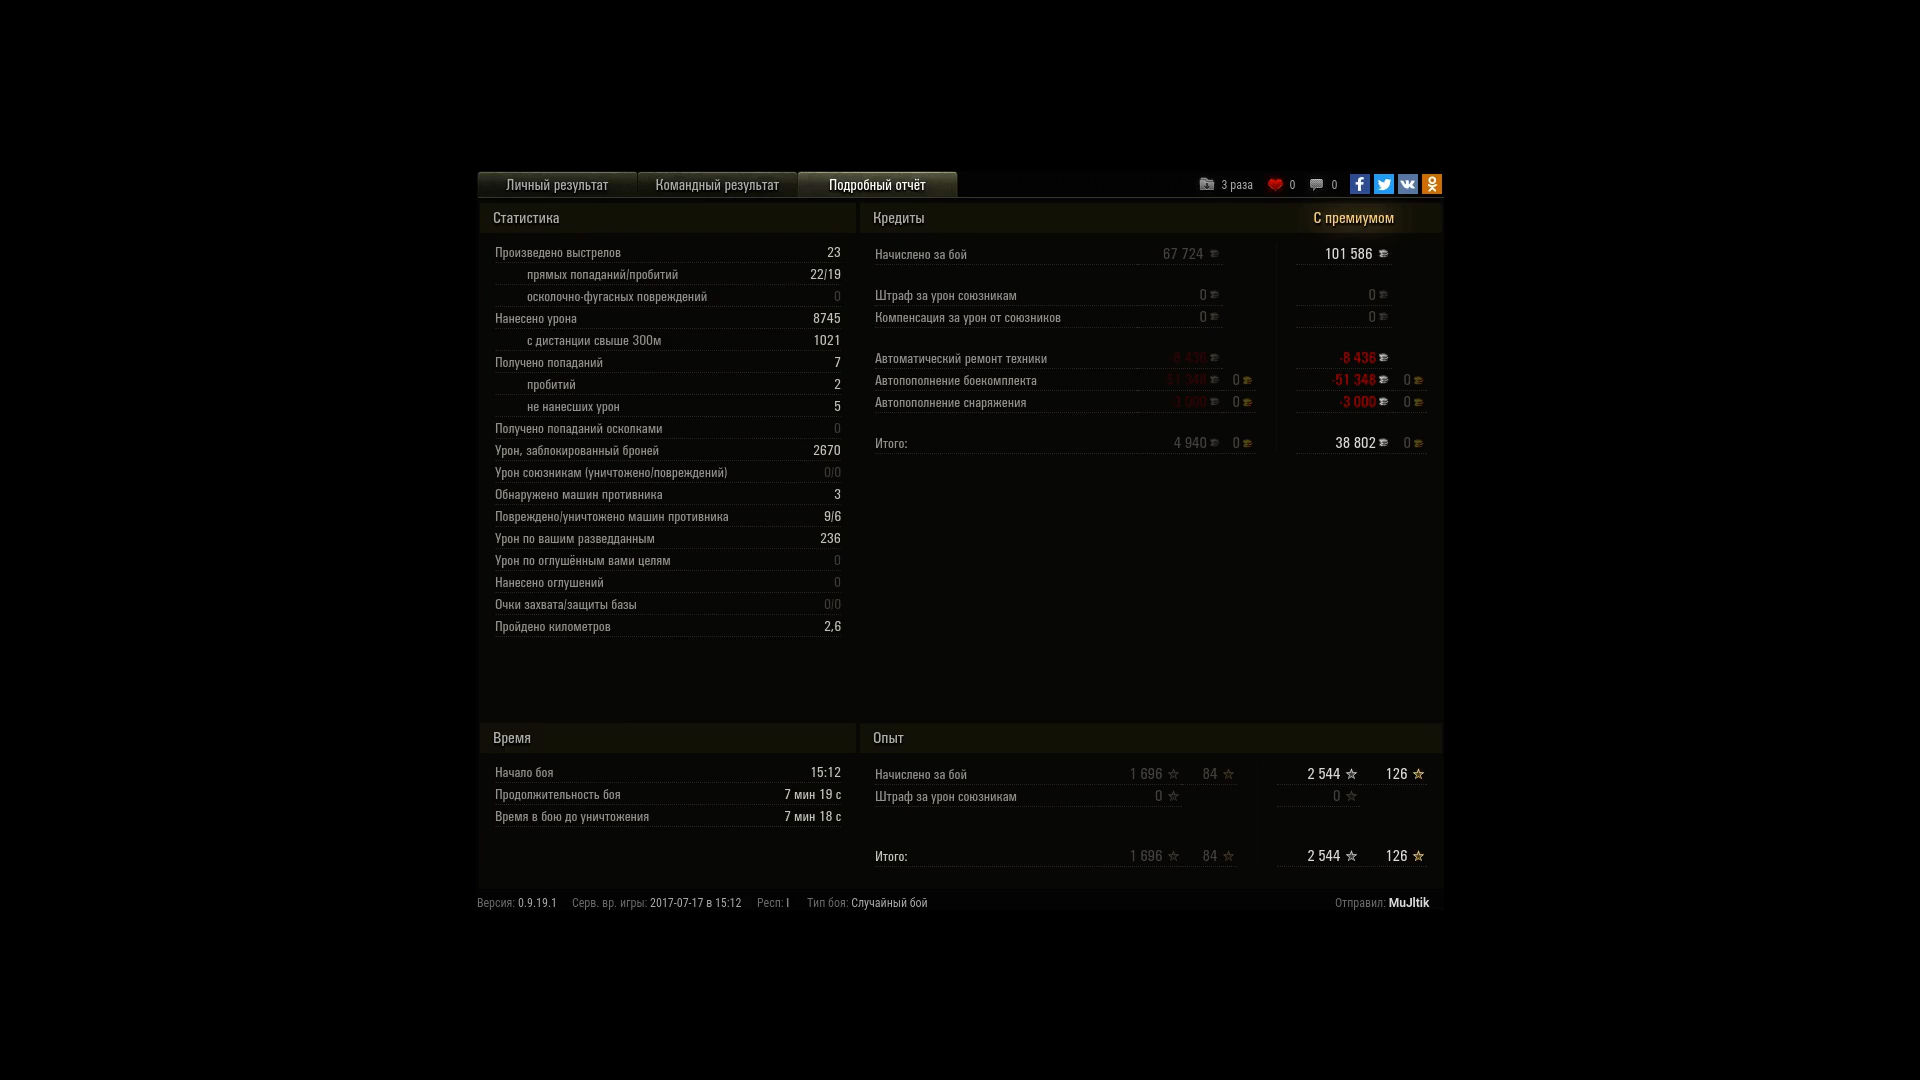 Личный результат Командный результат Подробный отчёт 3 раза 0 0
Статистика
Произведено выстрелов 23
прямых попаданий/пробитий 22/19
осколочно-фугасных повреждений 0
Нанесено урона 8745
с дистанции свыше 300м 1021
Получено попаданий 7
пробитий 2
не нанесших урон 5
Получено попаданий осколками 0
Урон, заблокированный броней 2670
Урон союзникам (уничтожено/повреждений) 0/0
Обнаружено машин противника 3
Повреждено/уничтожено машин противника 9/6
Урон по вашим разведданным 236
Урон по оглушённым вами целям 0
Нанесено оглушений 0
Очки захвата/защиты базы 0/0
Пройдено километров 2,6
Кредиты С премиумом
Начислено за бой 67 724 101 586
Штраф за урон союзникам 0 0
Компенсация за урон от союзников 0 0
Автоматический ремонт техники -8 436 -8 436
Автопополнение боекомплекта -51 348 0 -51 348 0
Автопополнение снаряжения -3 000 0 -3 000 0
Итого: 4 940 0 38 802 0
Время
Начало боя 15:12
Продолжительность боя 7 мин 19 с
Время в бою до уничтожения 7 мин 18 с
Опыт
Начислено за бой 1 696 84 2 544 126
Штраф за урон союзникам 0 0
Итого: 1 696 84 2 544 126
Версия: 0.9.19.1 Серв. вр. игры: 2017-07-17 в 15:12 Респ: I Тип боя: Случайный бой Отправил: MuJltik